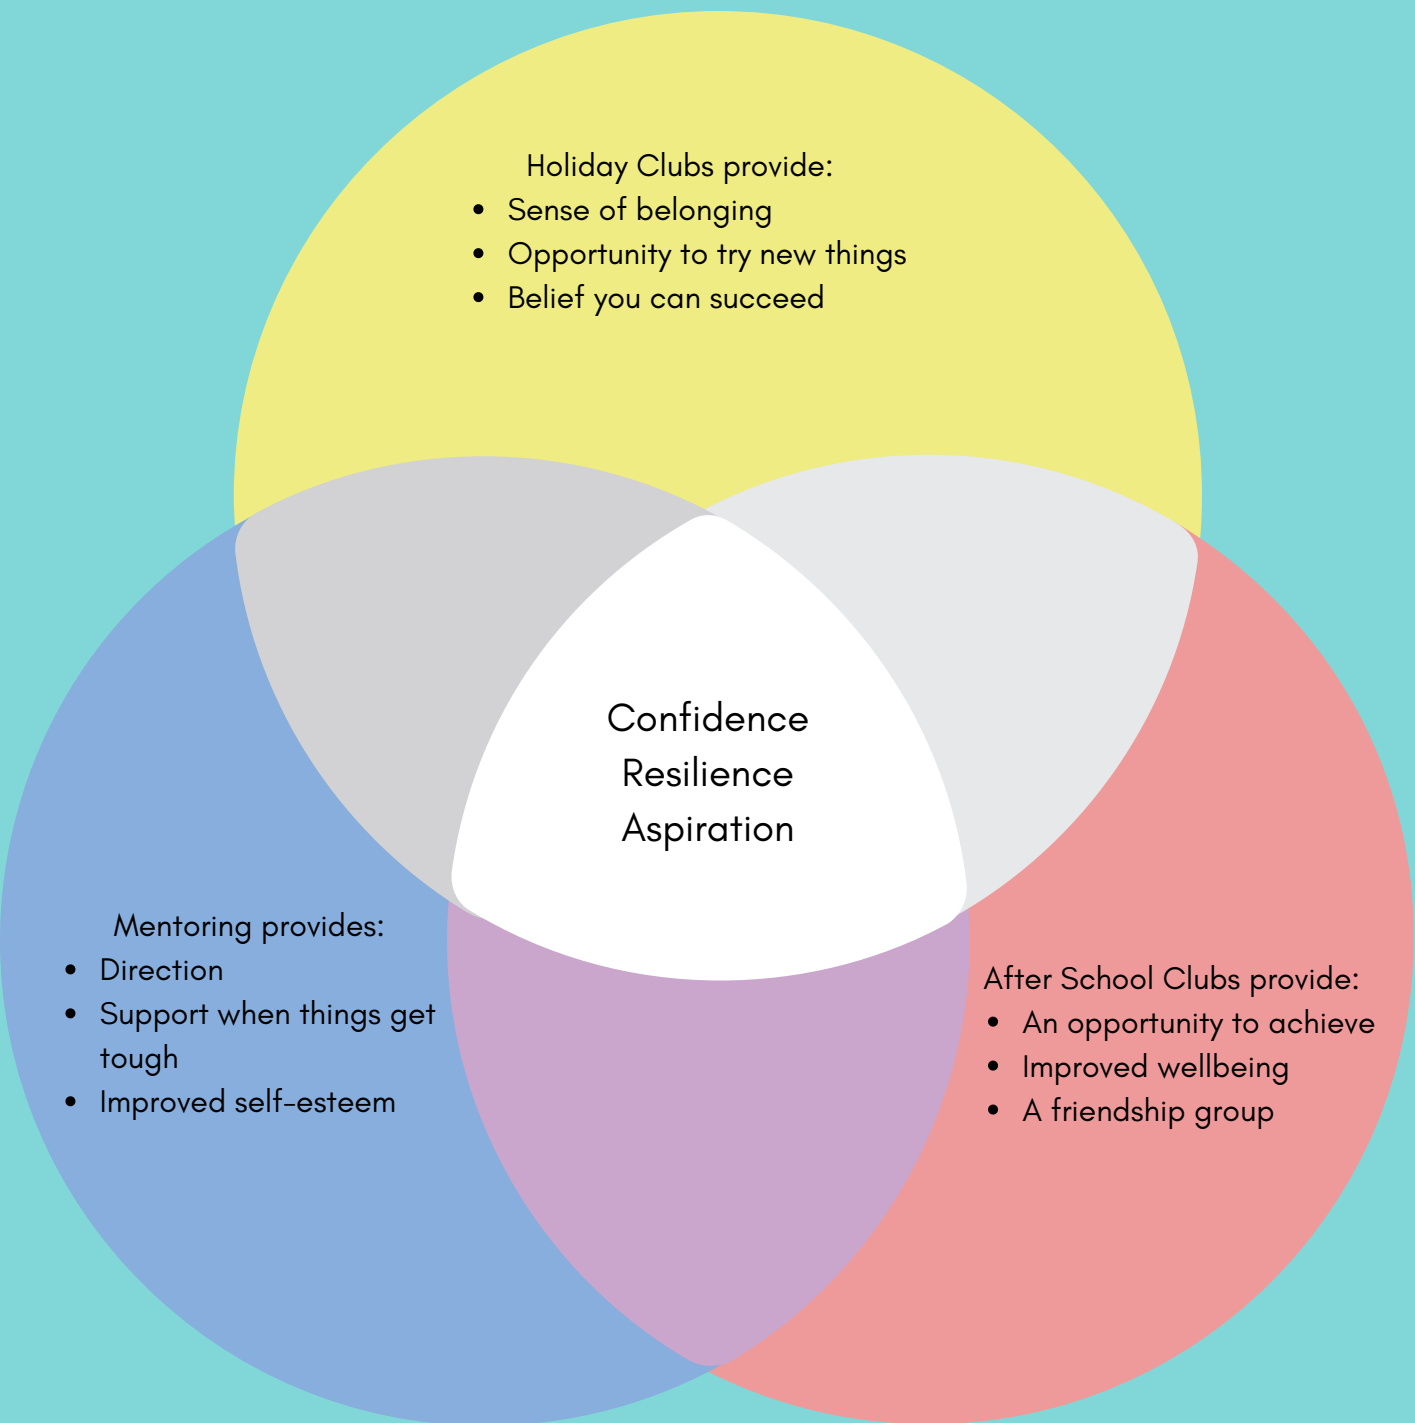 Holiday Clubs provide:
• Sense of belonging
• Opportunity to try new things
• Belief you can succeed
Confidence
Resilience
Aspiration
Mentoring provides:
• Direction
• Support when things get
tough
• Improved self-esteem
After School Clubs provide:
• An opportunity to achieve
• Improved wellbeing
• A friendship group